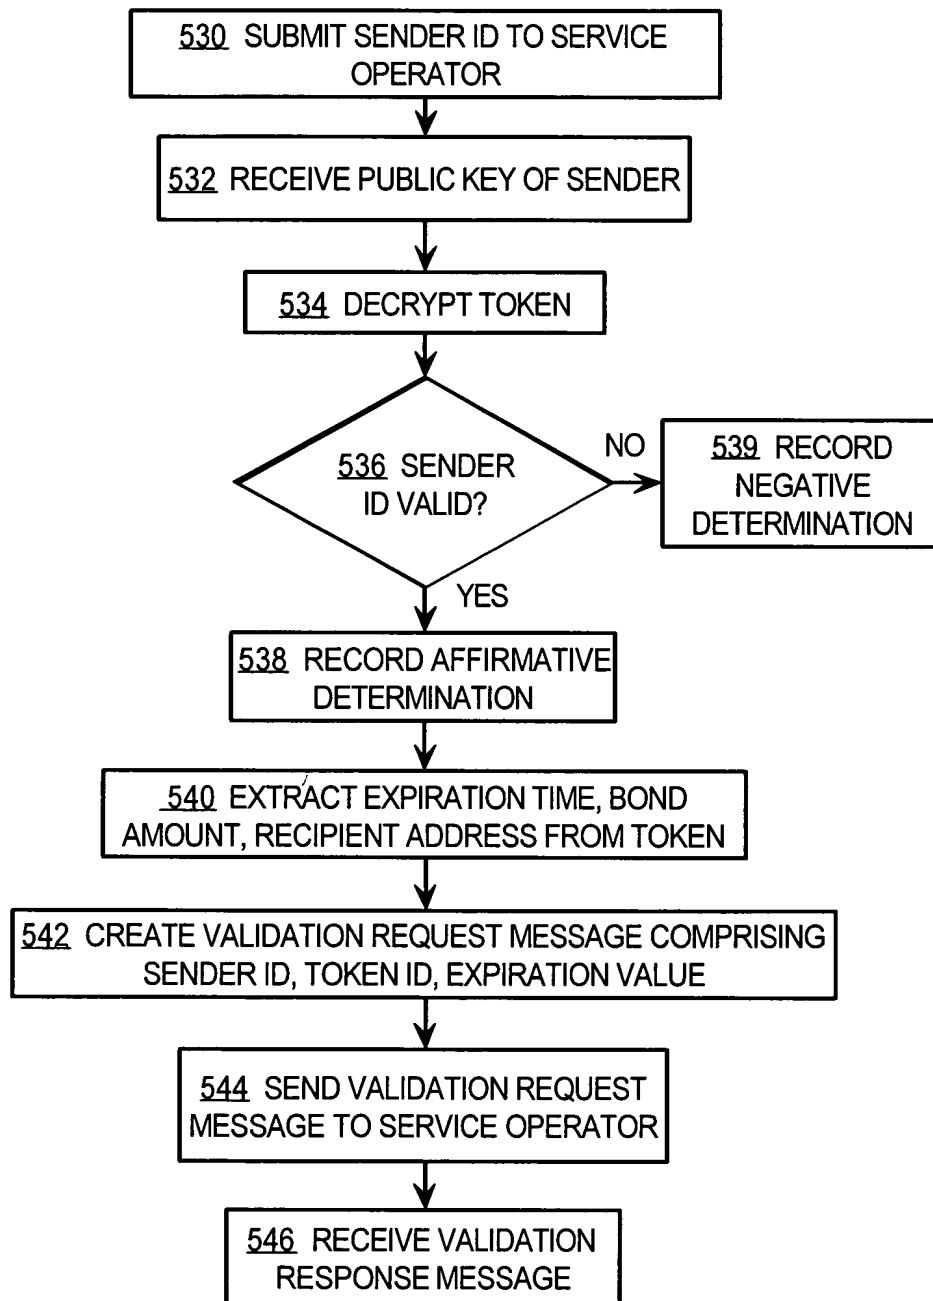 530 SUBMIT SENDER ID TO SERVICE
OPERATOR
532 RECEIVE PUBLIC KEY OF SENDER
534 DECRYPT TOKEN
536 SENDER
ID VALID?
NO
539 RECORD
NEGATIVE
DETERMINATION
YES
538 RECORD AFFIRMATIVE
DETERMINATION
540 EXTRACT EXPIRATION TIME, BOND
AMOUNT, RECIPIENT ADDRESS FROM TOKEN
542 CREATE VALIDATION REQUEST MESSAGE COMPRISING
SENDER ID, TOKEN ID, EXPIRATION VALUE
544 SEND VALIDATION REQUEST
MESSAGE TO SERVICE OPERATOR
546 RECEIVE VALIDATION
RESPONSE MESSAGE